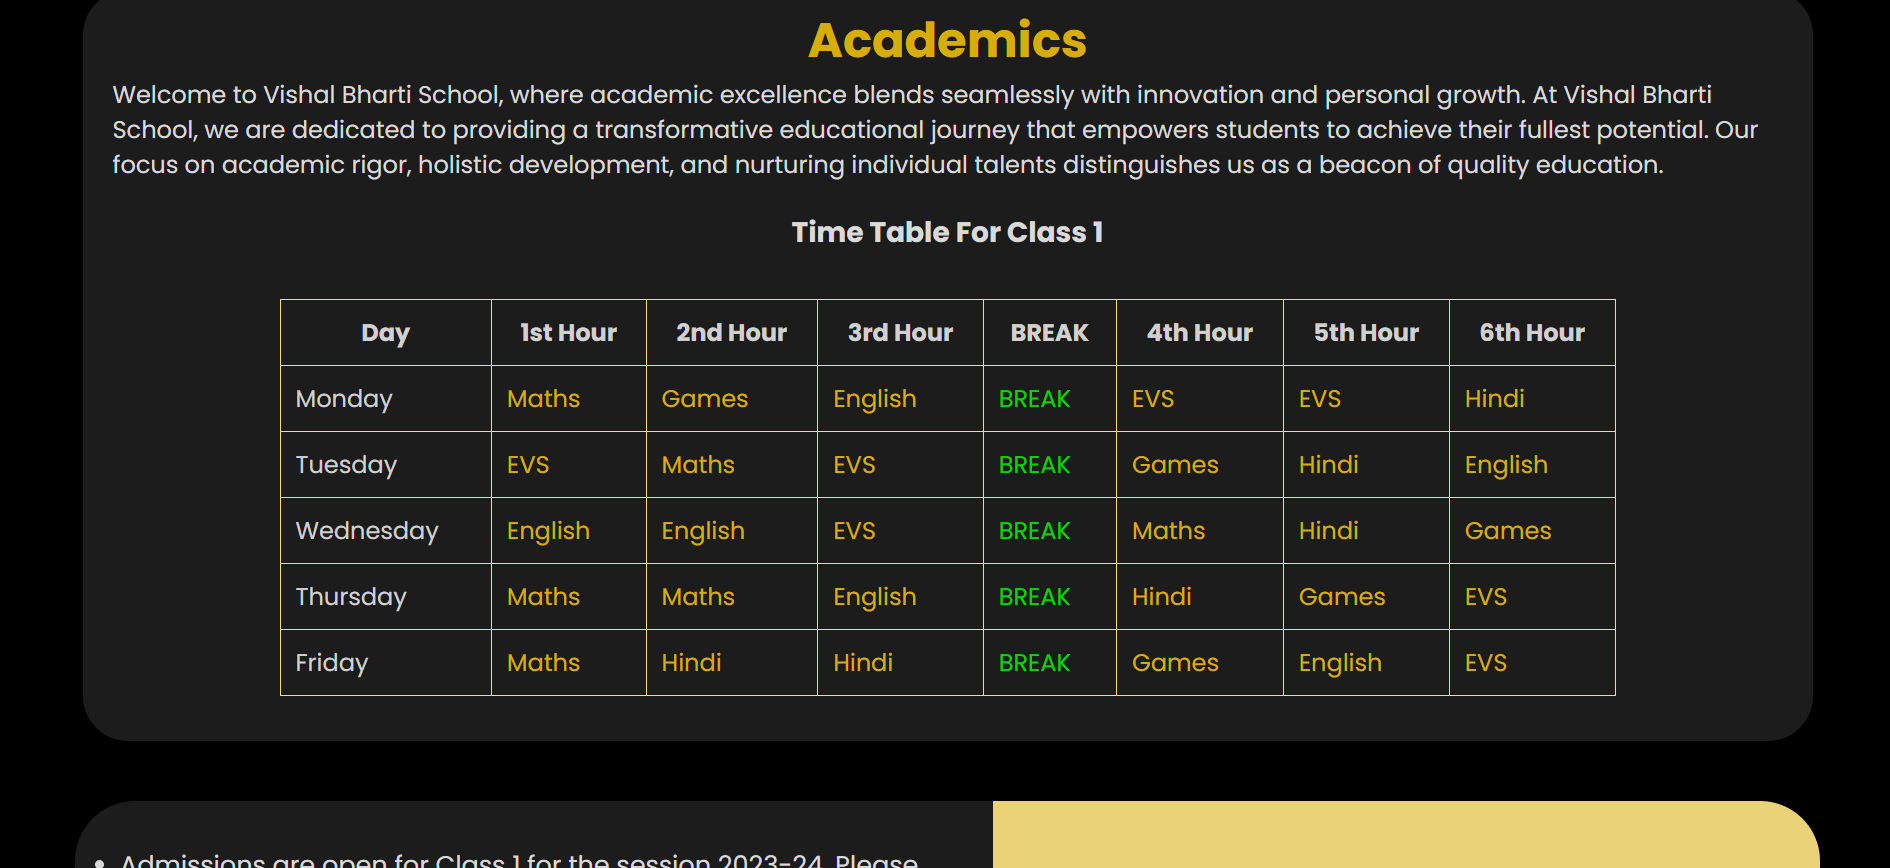 Academics
Welcome to Vishal Bharti School, where academic excellence blends seamlessly with innovation and personal growth. At Vishal Bharti
School, we are dedicated to providing a transformative educational journey that empowers students to achieve their fullest potential. Our
focus on academic rigor, holistic development, and nurturing individual talents distinguishes us as a beacon of quality education.
Time Table For Class 1
Day 1st Hour 2nd Hour 3rd Hour BREAK 4th Hour 5th Hour 6th Hour
Monday Maths Games English BREAK EVS EVS Hindi
Tuesday EVS Maths EVS BREAK Games Hindi English
Wednesday English English EVS BREAK Maths Hindi Games
Thursday Maths Maths English BREAK Hindi Games EVS
Friday Maths Hindi Hindi BREAK Games English EVS
• Admissions are open for Class 1 for the session 2023-24. Please